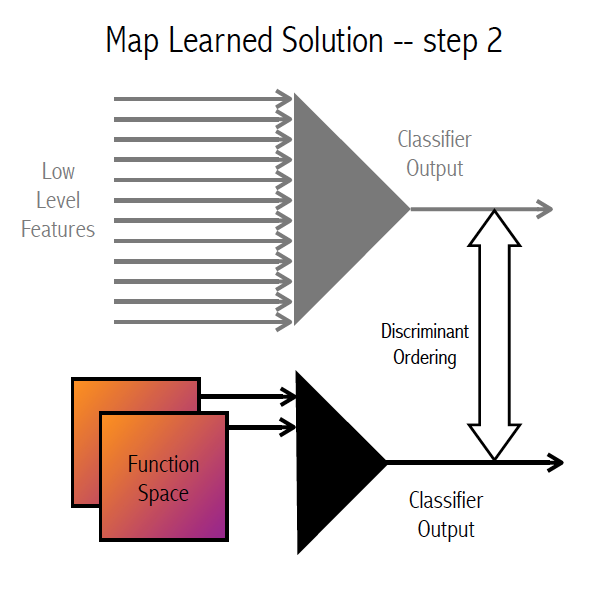 Map Learned Solution -- step 2
Classifier
Output
Low
Level
Features
Discriminant
Ordering
Function
Space
Classifier
Output